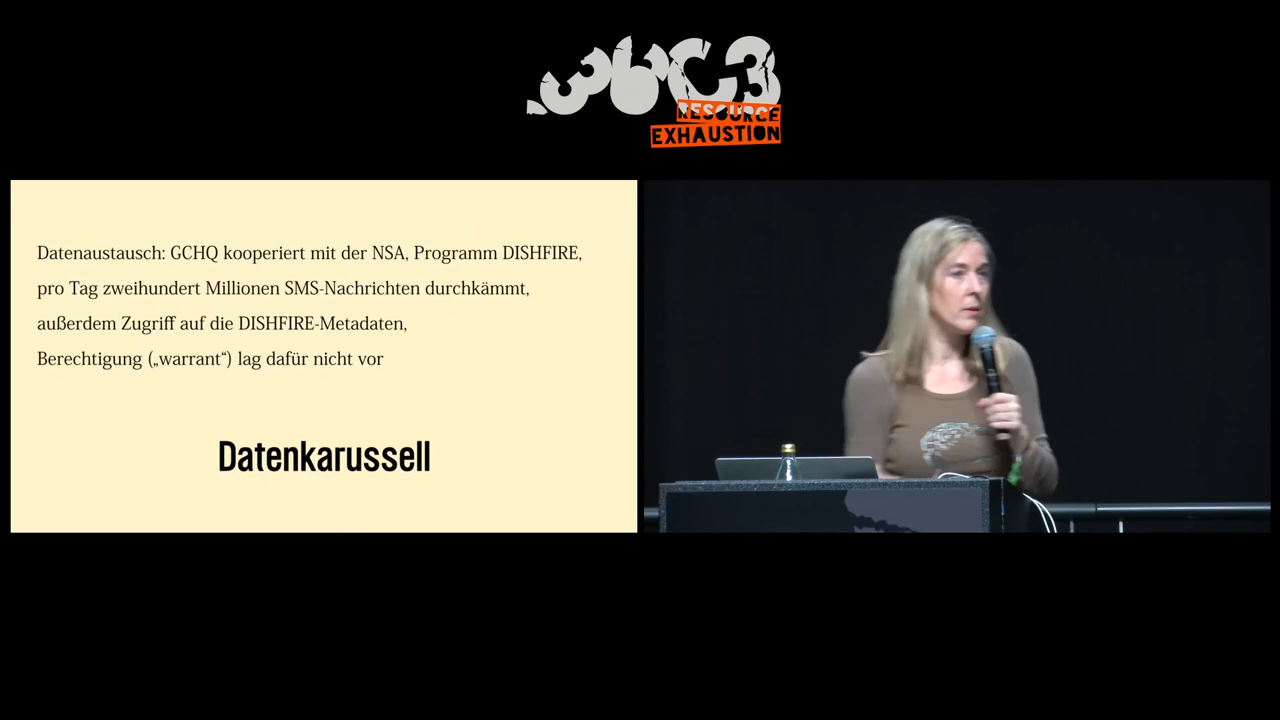 36C3
RESOURCE
EXHAUSTION
Datenaustausch: GCHQ kooperiert mit der NSA, Programm DISHFIRE,
pro Tag zweihundert Millionen SMS-Nachrichten durchkämmt,
außerdem Zugriff auf die DISHFIRE-Metadaten,
Berechtigung („warrant“) lag dafür nicht vor
Datenkarussell